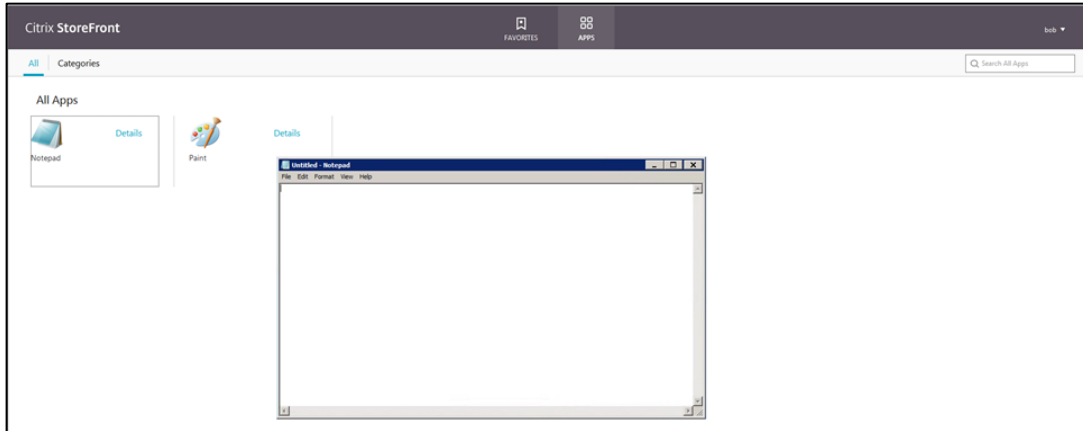 Citrix StoreFront
FAVORITES
APPS
bob
All Categories
Search All Apps
All Apps
Details
Notepad
Details
Paint
Untitled - Notepad
File Edit Format View Help